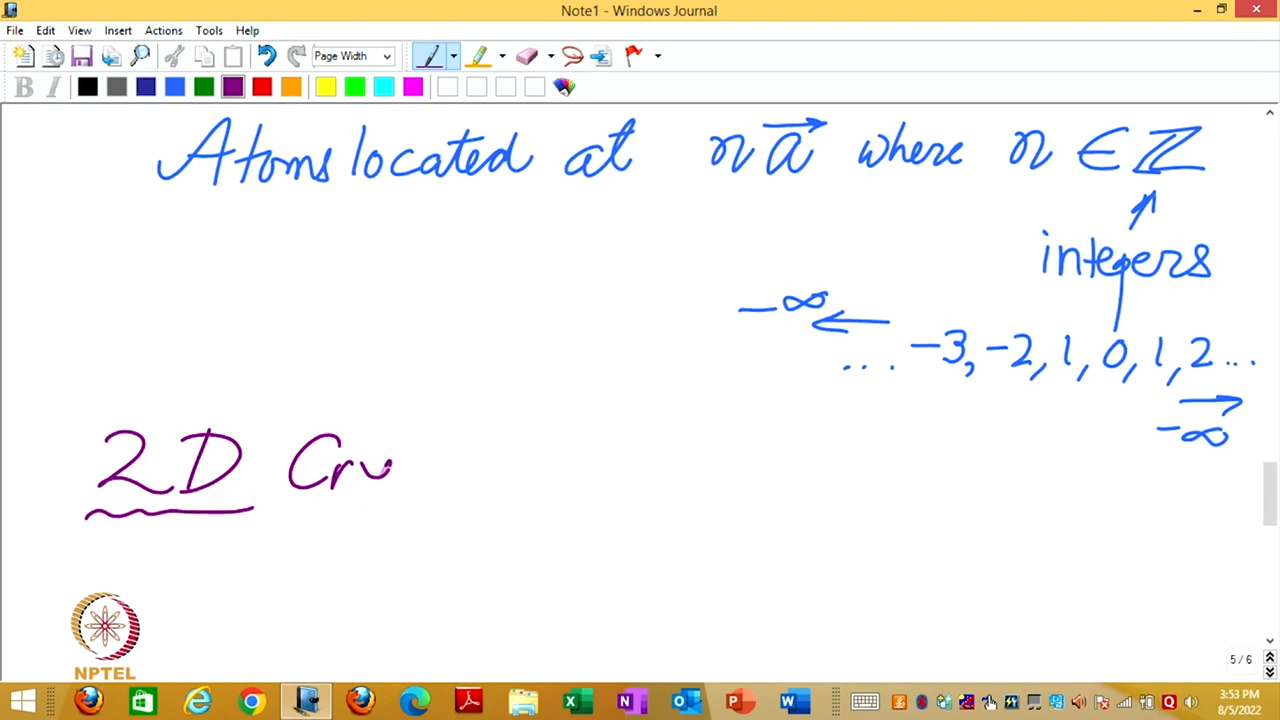 Note1 - Windows Journal
File Edit View Insert Actions Tools Help
Page Width
B I
Atoms located at n a⃗ where n ∈ ℤ
integers
-∞
... -3, -2, 1, 0, 1, 2 ...
-∞
2D Cry
NPTEL
5 / 6
3:53 PM
8/5/2022